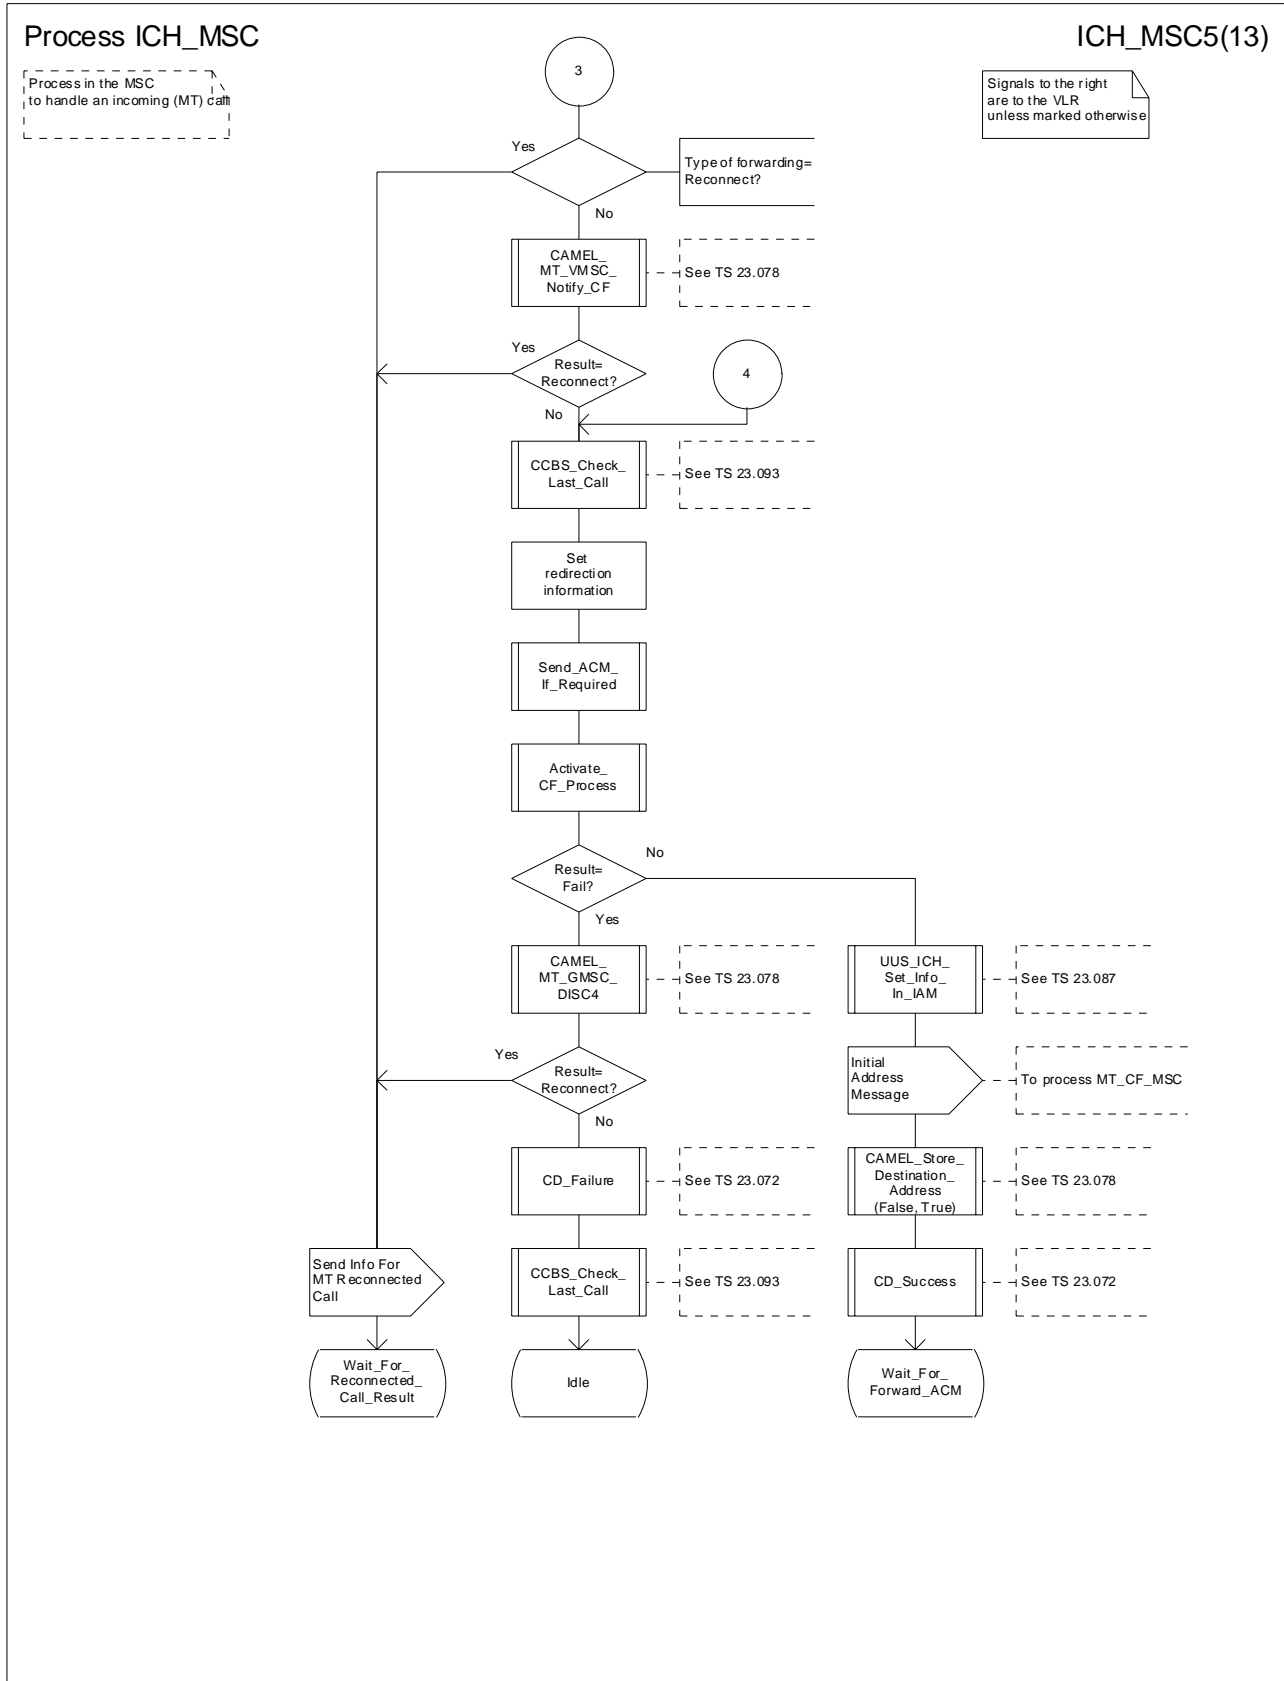 Process ICH_MSC
ICH_MSC5(13)
Process in the MSC
to handle an incoming (MT) call
Signals to the right
are to the VLR
unless marked otherwise
3
Yes
Type of forwarding=
Reconnect?
No
CAMEL_
MT_VMSC_
Notify_CF
See TS 23.078
Yes
Result=
Reconnect?
4
No
CCBS_Check_
Last_Call
See TS 23.093
Set
redirection
information
Send_ACM_
If_Required
Activate_
CF_Process
Result=
Fail?
No
Yes
CAMEL_
MT_GMSC_
DISC4
See TS 23.078
UUS_ICH_
Set_Info_
In_IAM
See TS 23.087
Yes
Result=
Reconnect?
Initial
Address
Message
To process MT_CF_MSC
No
CD_Failure
See TS 23.072
CAMEL_Store_
Destination_
Address
(False, True)
See TS 23.078
Send Info For
MT Reconnected
Call
CCBS_Check_
Last_Call
See TS 23.093
CD_Success
See TS 23.072
Wait_For_
Reconnected_
Call_Result
Idle
Wait_For_
Forward_ACM